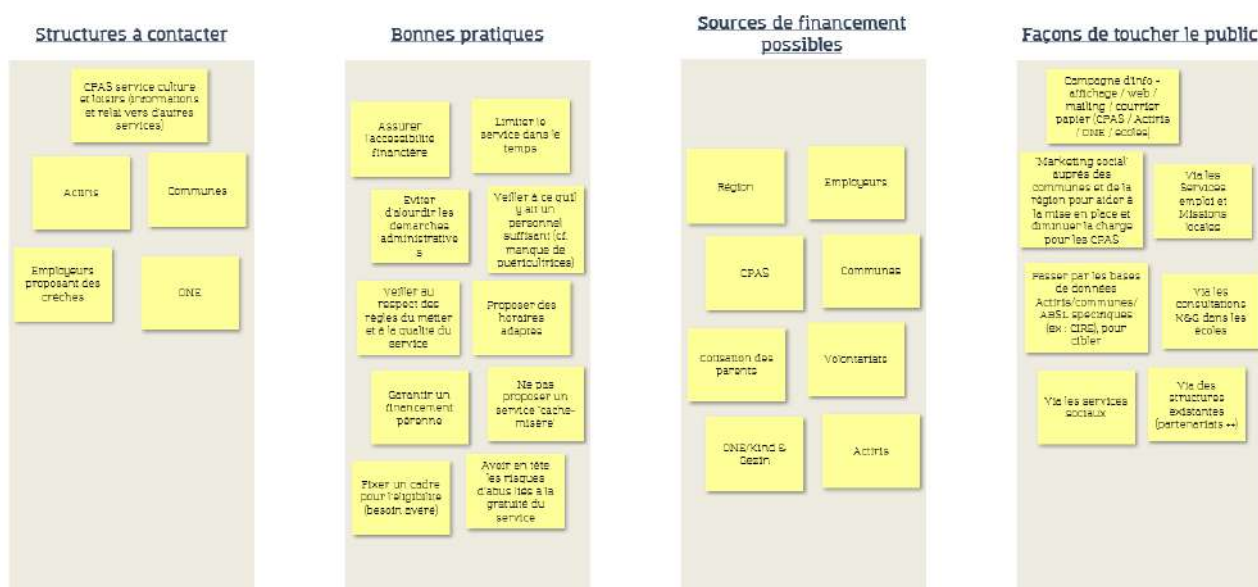 Structures à contacter
CPAS service culture
et loisirs (informations
et relai vers d'autres
services)
Actiris
Communes
Employeurs
proposant des
crèches
ONE
Bonnes pratiques
Assurer
l'accessibilité
financière
Limiter le
service dans le
temps
Eviter
d'alourdir les
démarches
administrative
s
Veiller à ce qu'il
y ait un
personnel
suffisant (cf.
manque de
puéricultrices)
Veiller au
respect des
règles du métier
et à la qualité du
service
Proposer des
horaires
adaptés
Garantir un
financement
pérenne
Ne pas
proposer un
service "cache-
misère"
Fixer un cadre
pour l'éligibilité
(besoin avéré)
Avoir en tête
les risques
d'abus liés à la
gratuité du
service
Sources de financement
possibles
Région
Employeurs
CPAS
Communes
Cotisation des
parents
Volontariats
ONE/Kind &
Gezin
Actiris
Façons de toucher le public
Campagne d'info -
affichage / web /
mailing / courrier
papier (CPAS / Actiris
/ ONE / écoles)
"Marketing social"
auprès des
communes et de la
région pour aider à
la mise en place et
diminuer la charge
pour les CPAS
Via les
Services
emploi et
Missions
locales
Passer par les bases
de données
Actiris/communes/
ABSL spécifiques
(ex : CIRE), pour
cibler
Via les
consultations
K&G dans les
écoles
Via les services
sociaux
Via des
structures
existantes
(partenariats ++)